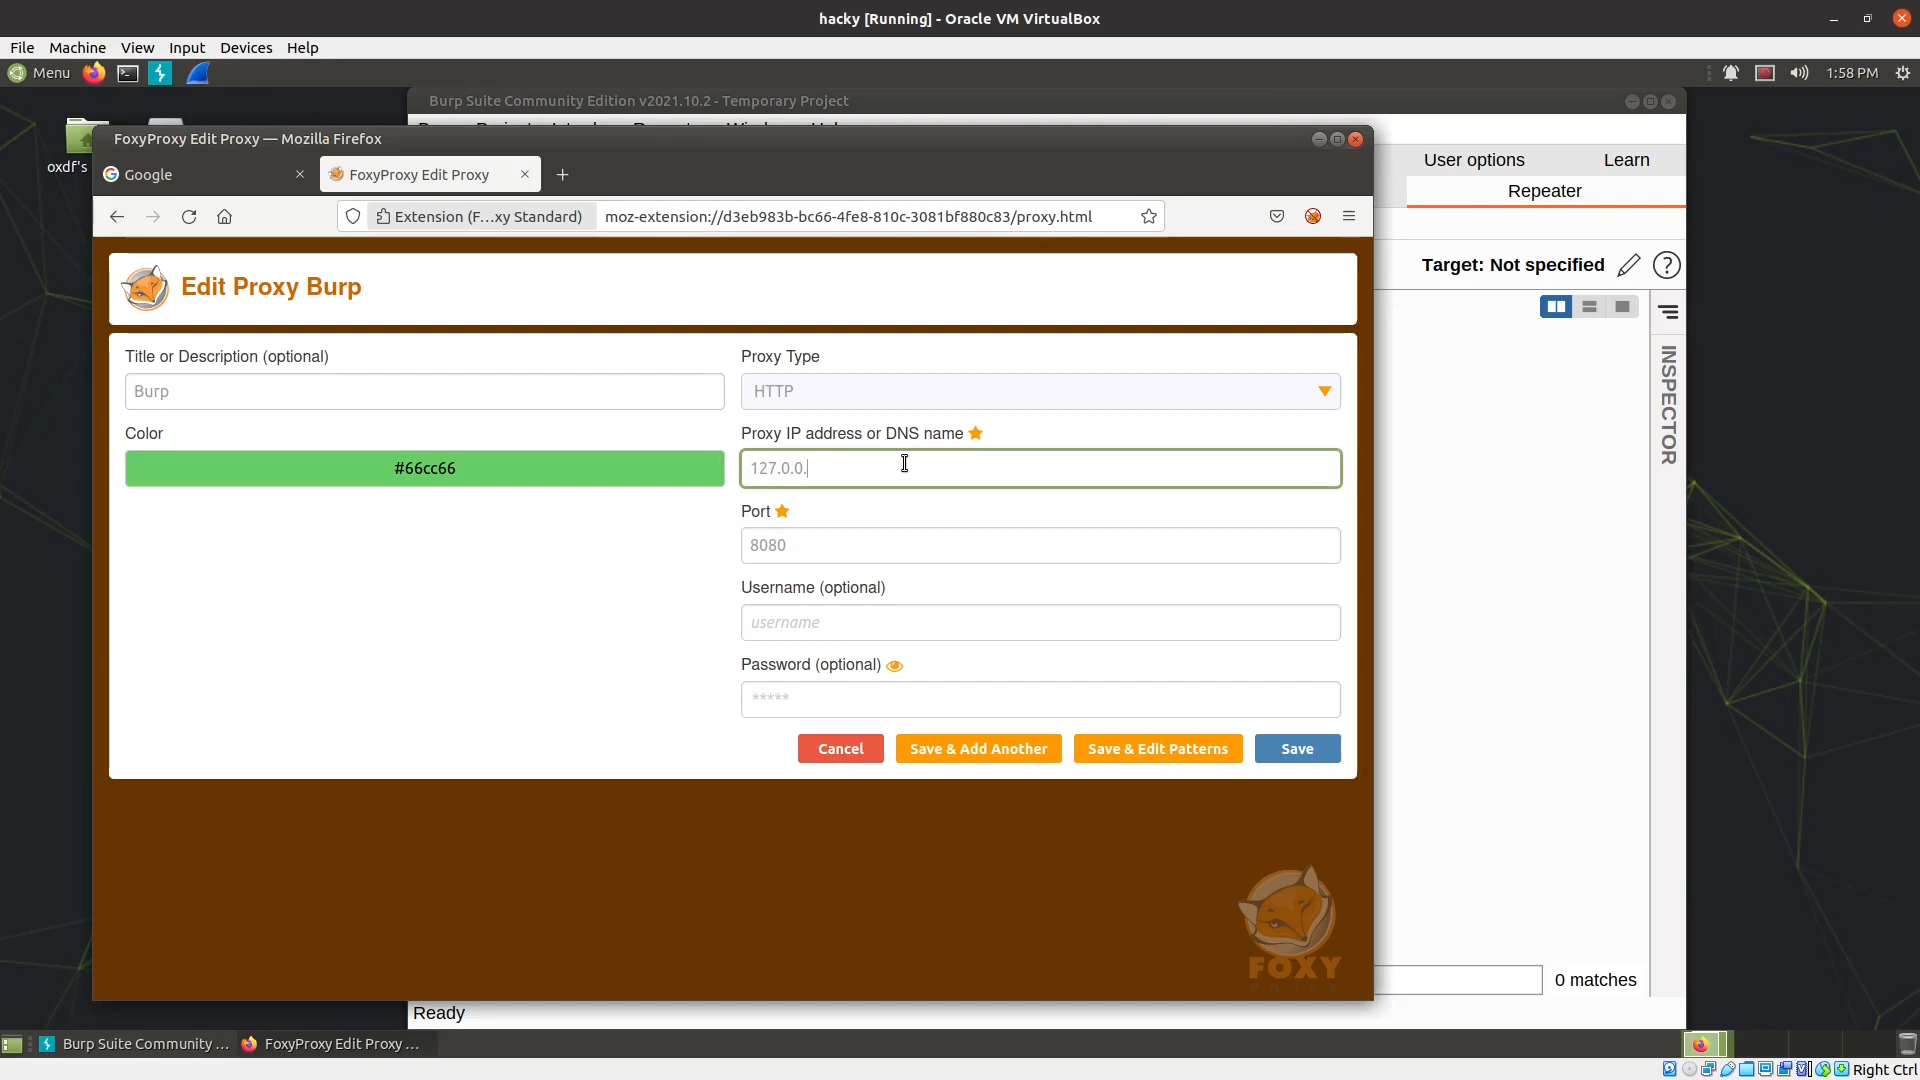 hacky [Running] - Oracle VM VirtualBox
File Machine View Input Devices Help
Menu
1:58 PM
Burp Suite Community Edition v2021.10.2 - Temporary Project
oxdf's
FoxyProxy Edit Proxy — Mozilla Firefox
Google
FoxyProxy Edit Proxy
User options
Learn
Repeater
Extension (F…xy Standard)
moz-extension://d3eb983b-bc66-4fe8-810c-3081bf880c83/proxy.html
Target: Not specified
Edit Proxy Burp
INSPECTOR
Title or Description (optional)
Burp
Color
#66cc66
Proxy Type
HTTP
Proxy IP address or DNS name
127.0.0.
Port
8080
Username (optional)
username
Password (optional)
*****
Cancel
Save & Add Another
Save & Edit Patterns
Save
FOXY
PROXY
0 matches
Ready
Burp Suite Community ...
FoxyProxy Edit Proxy ...
Right Ctrl